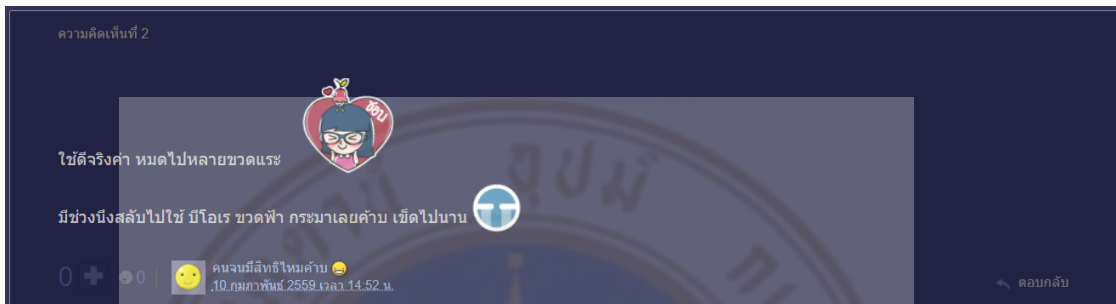 ความคิดเห็นที่ 2
ชอบ
ใช้ดีจริงค่า หมดไปหลายขวดแระ
มีช่วงนึงสลับไปใช้ บีโอเร ขวดฟ้า กระมาเลยค้าบ เข็ดไปนาน
0 0
คนจนมีสิทธิไหมค้าบ
10 กุมภาพันธ์ 2559 เวลา 14:52 น.
ตอบกลับ